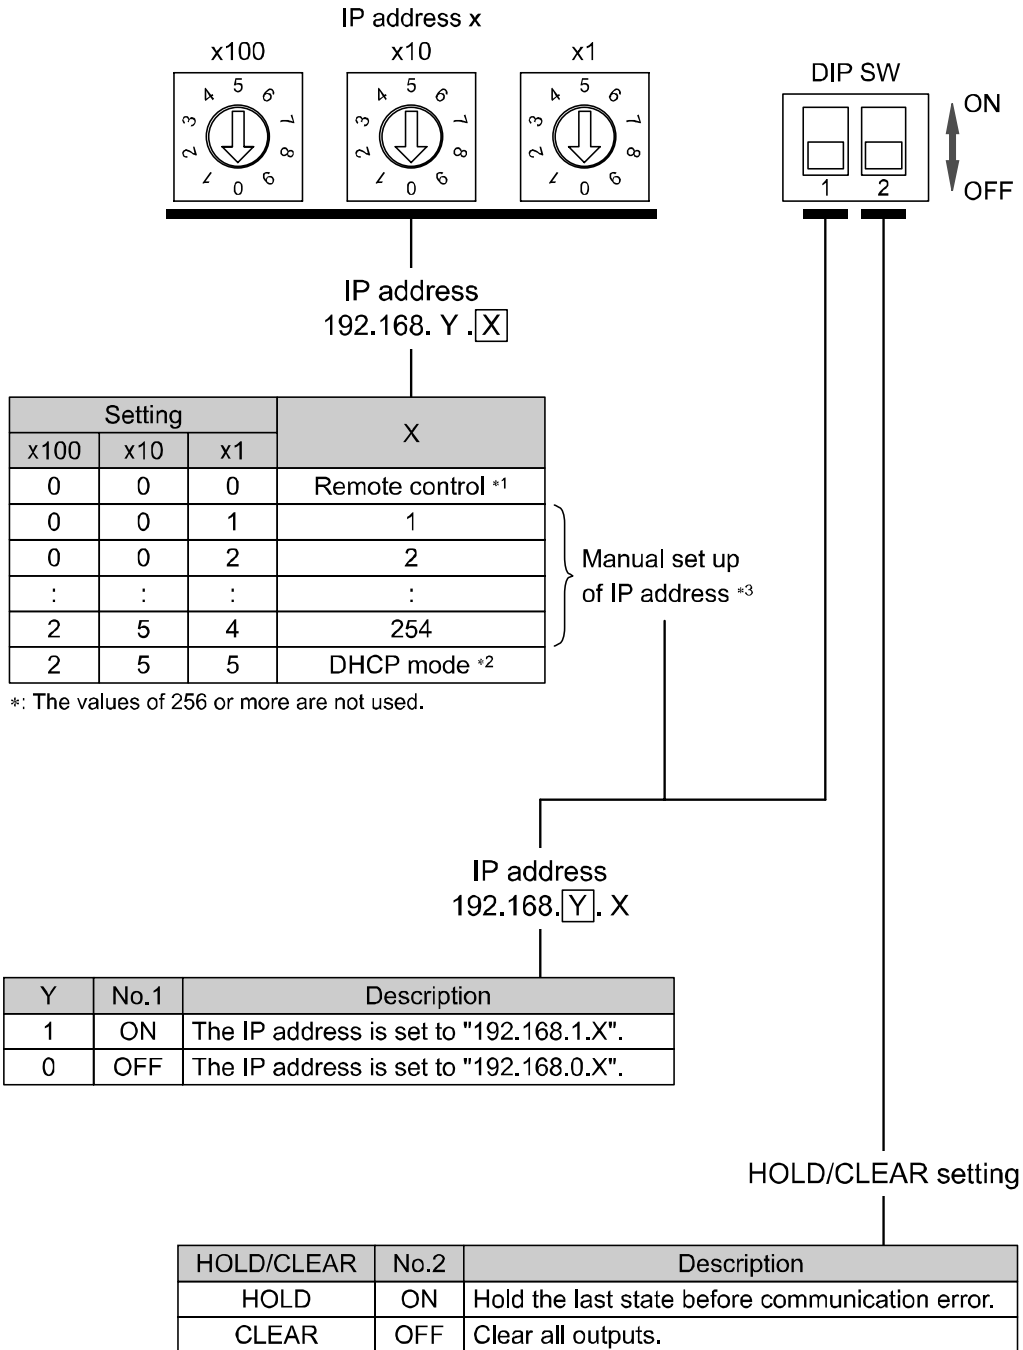 IP address x
x100 x10 x1
DIP SW
0 1 2 3 4 5 6 7 8 9
0 1 2 3 4 5 6 7 8 9
0 1 2 3 4 5 6 7 8 9
ON
1 2
OFF
IP address
192.168. Y . X
Setting X
x100 x10 x1
0 0 0 Remote control *1
0 0 1 1
0 0 2 2
: : : :
2 5 4 254
2 5 5 DHCP mode *2
Manual set up
of IP address *3
*: The values of 256 or more are not used.
IP address
192.168. Y . X
Y No.1 Description
1 ON The IP address is set to "192.168.1.X".
0 OFF The IP address is set to "192.168.0.X".
HOLD/CLEAR setting
HOLD/CLEAR No.2 Description
HOLD ON Hold the last state before communication error.
CLEAR OFF Clear all outputs.